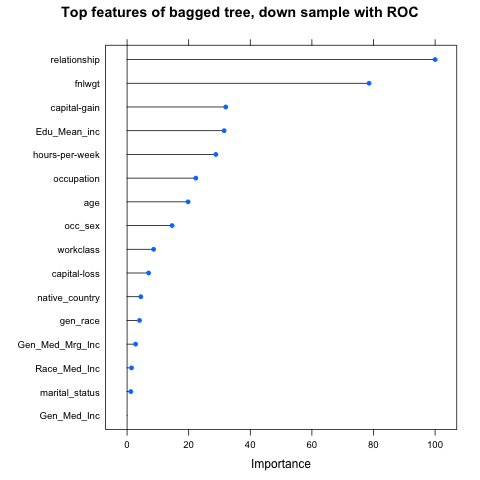 Top features of bagged tree, down sample with ROC
relationship
fnlwgt
capital-gain
Edu_Mean_inc
hours-per-week
occupation
age
occ_sex
workclass
capital-loss
native_country
gen_race
Gen_Med_Mrg_Inc
Race_Med_Inc
marital_status
Gen_Med_Inc
0 20 40 60 80 100
Importance